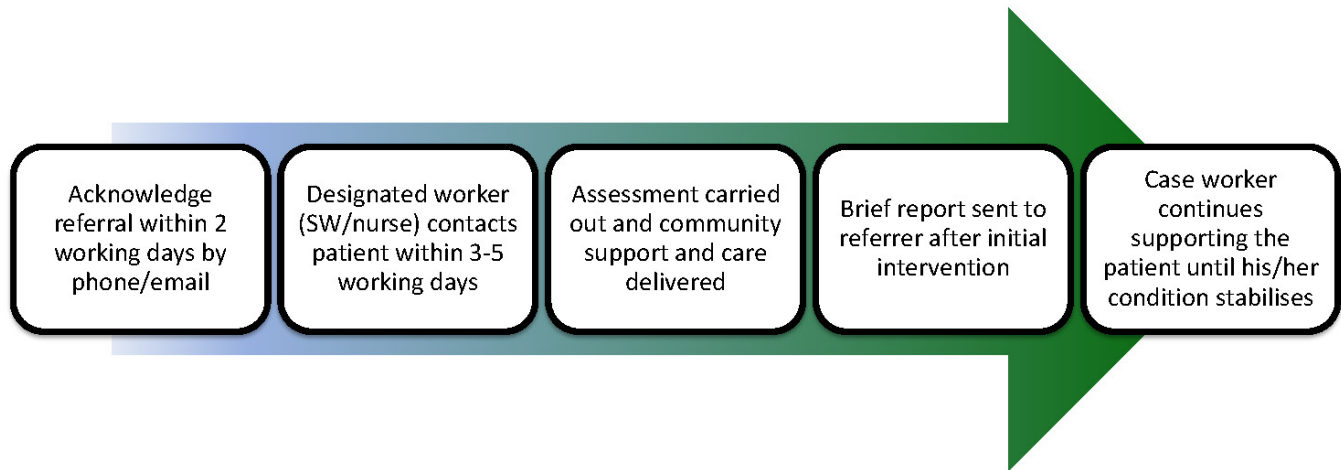 Acknowledge
referral within 2
working days by
phone/email
Designated worker
(SW/nurse) contacts
patient within 3-5
working days
Assessment carried
out and community
support and care
delivered
Brief report sent to
referrer after initial
intervention
Case worker
continues
supporting the
patient until his/her
condition stabilises